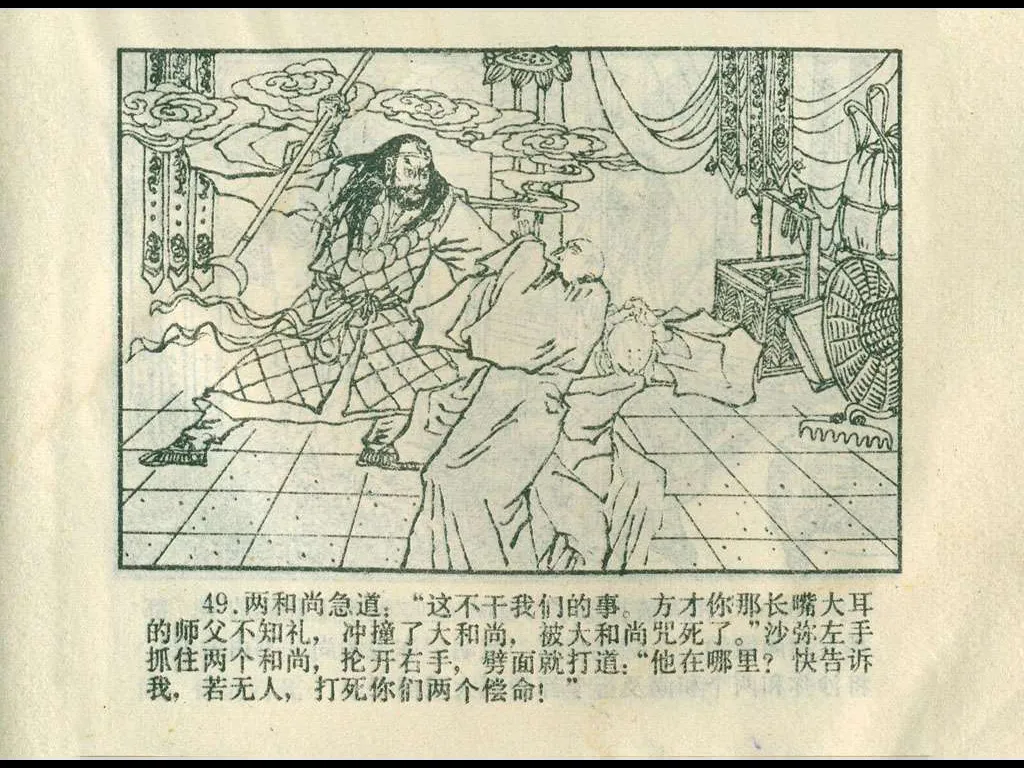 49.两和尚急道：“这不干我们的事。方才你那长嘴大耳
的师父不知礼，冲撞了大和尚，被大和尚咒死了。”沙弥左手
抓住两个和尚，抡开右手，劈面就打道：“他在哪里？快告诉
我，若无人，打死你们两个偿命！”